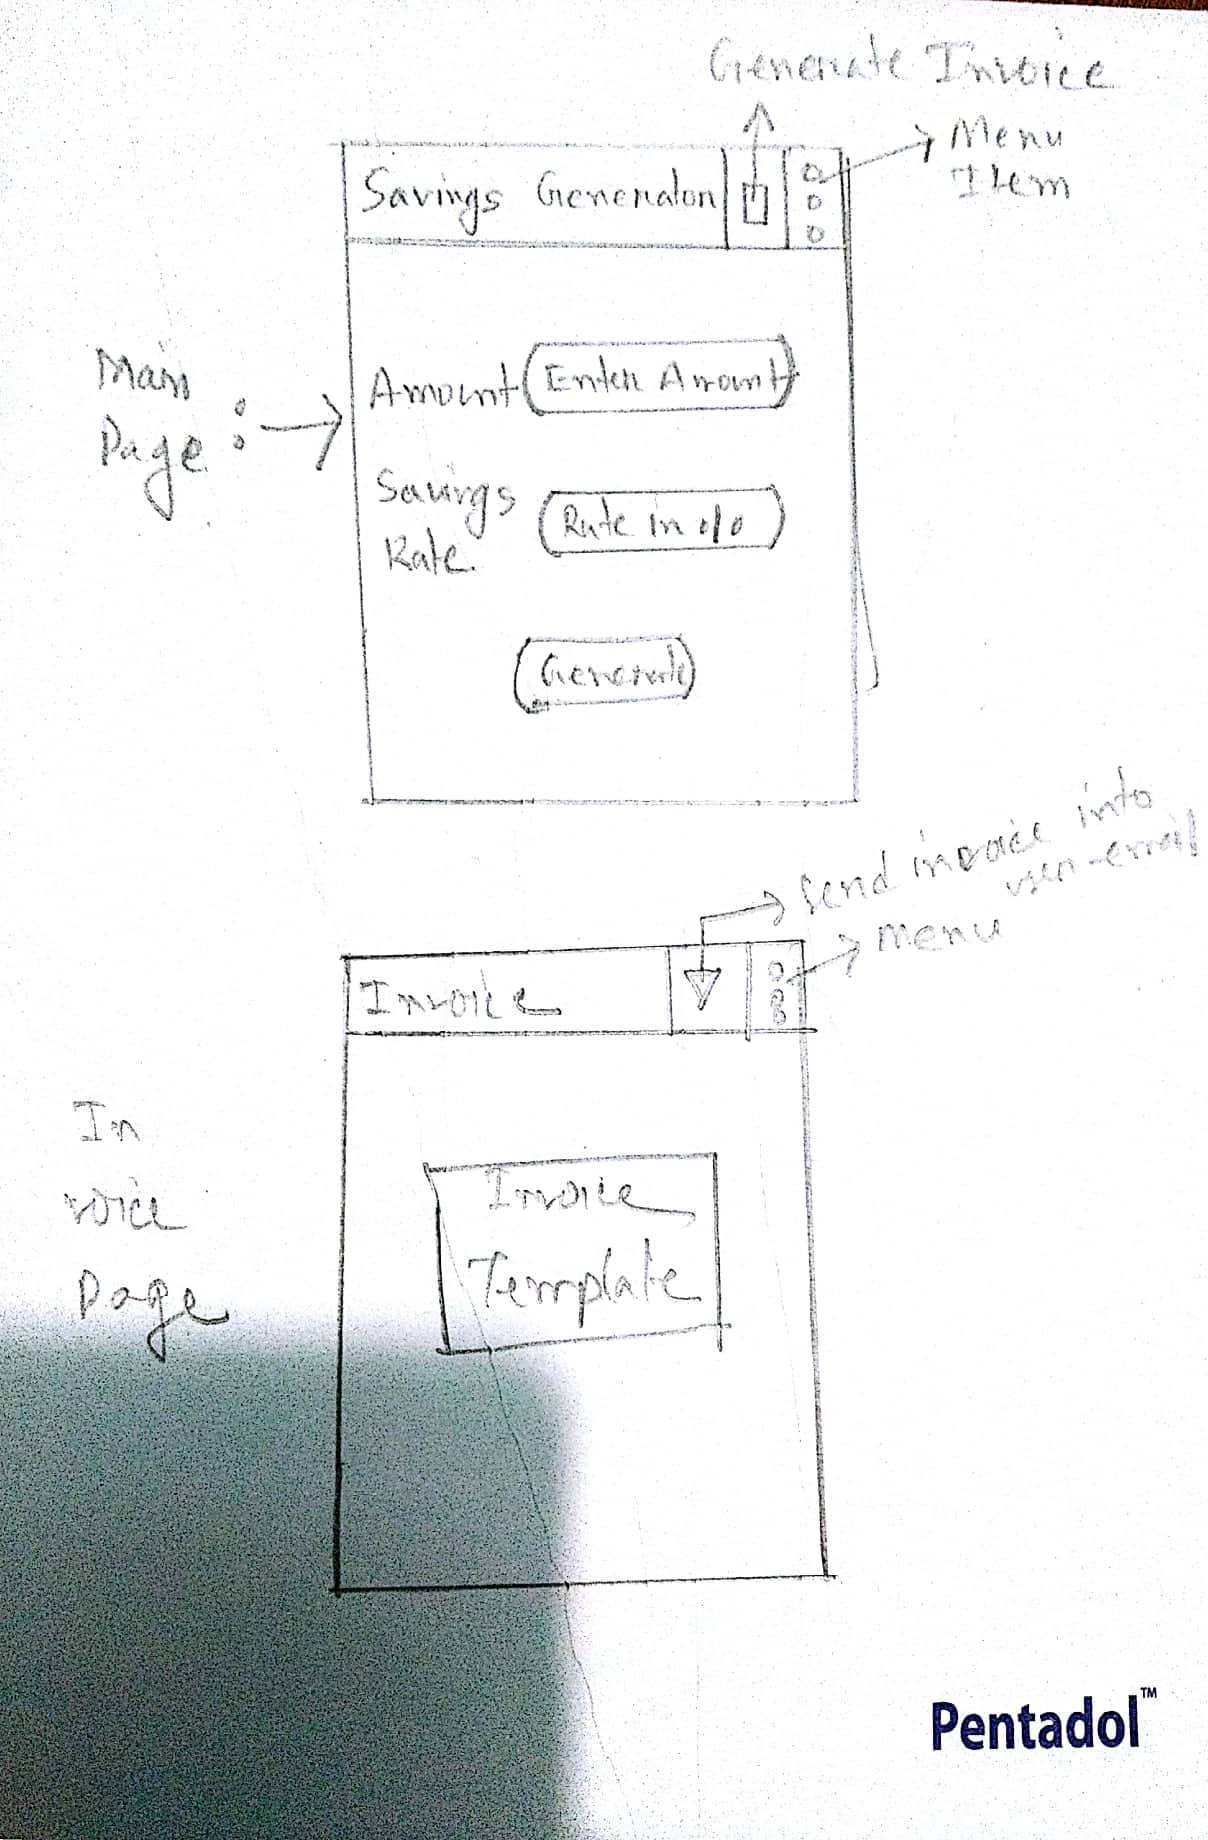 Generate Invoice
Menu
Item
Savings Generator
Main
Page :
Amount Enter Amount
Savings
Rate Rate in o/o
Generate
Send invoice into
user-email
Menu
Invoice
In
voice
Page
Invoice
Template
Pentadol™